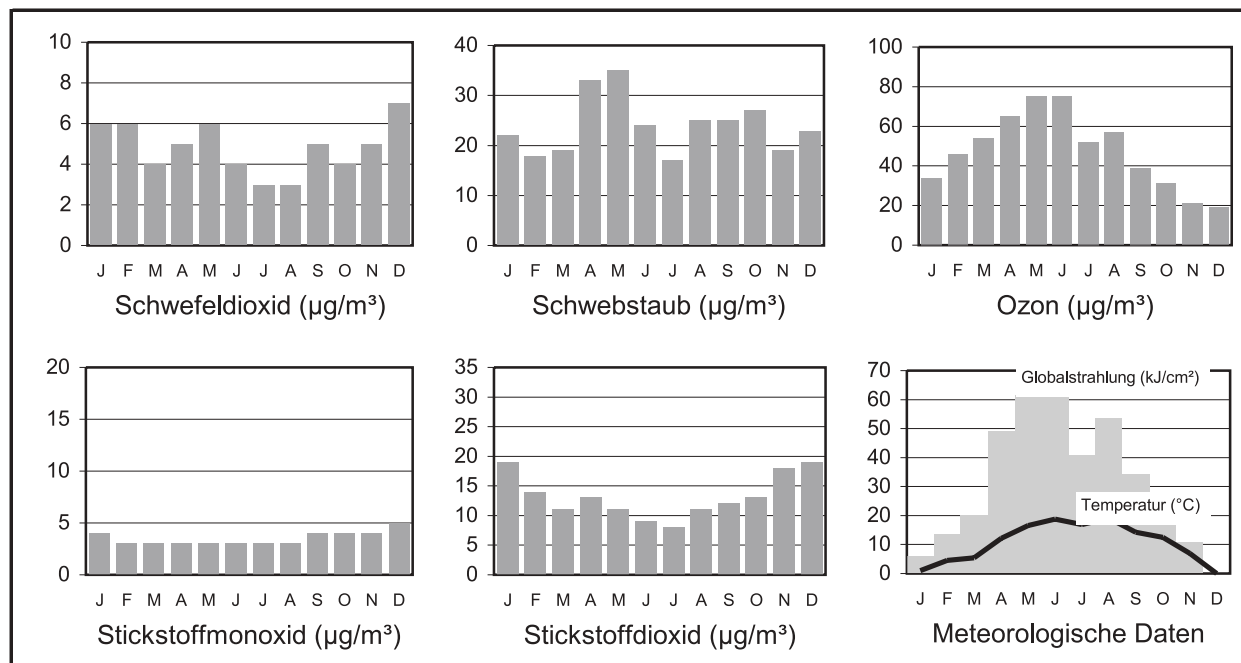 10
8
6
4
2
0
J F M A M J J A S O N D
Schwefeldioxid (µg/m³)
40
30
20
10
0
J F M A M J J A S O N D
Schwebstaub (µg/m³)
100
80
60
40
20
0
J F M A M J J A S O N D
Ozon (µg/m³)
20
15
10
5
0
J F M A M J J A S O N D
Stickstoffmonoxid (µg/m³)
35
30
25
20
15
10
5
0
J F M A M J J A S O N D
Stickstoffdioxid (µg/m³)
70
60
50
40
30
20
10
0
Globalstrahlung (kJ/cm²)
Temperatur (°C)
J F M A M J J A S O N D
Meteorologische Daten